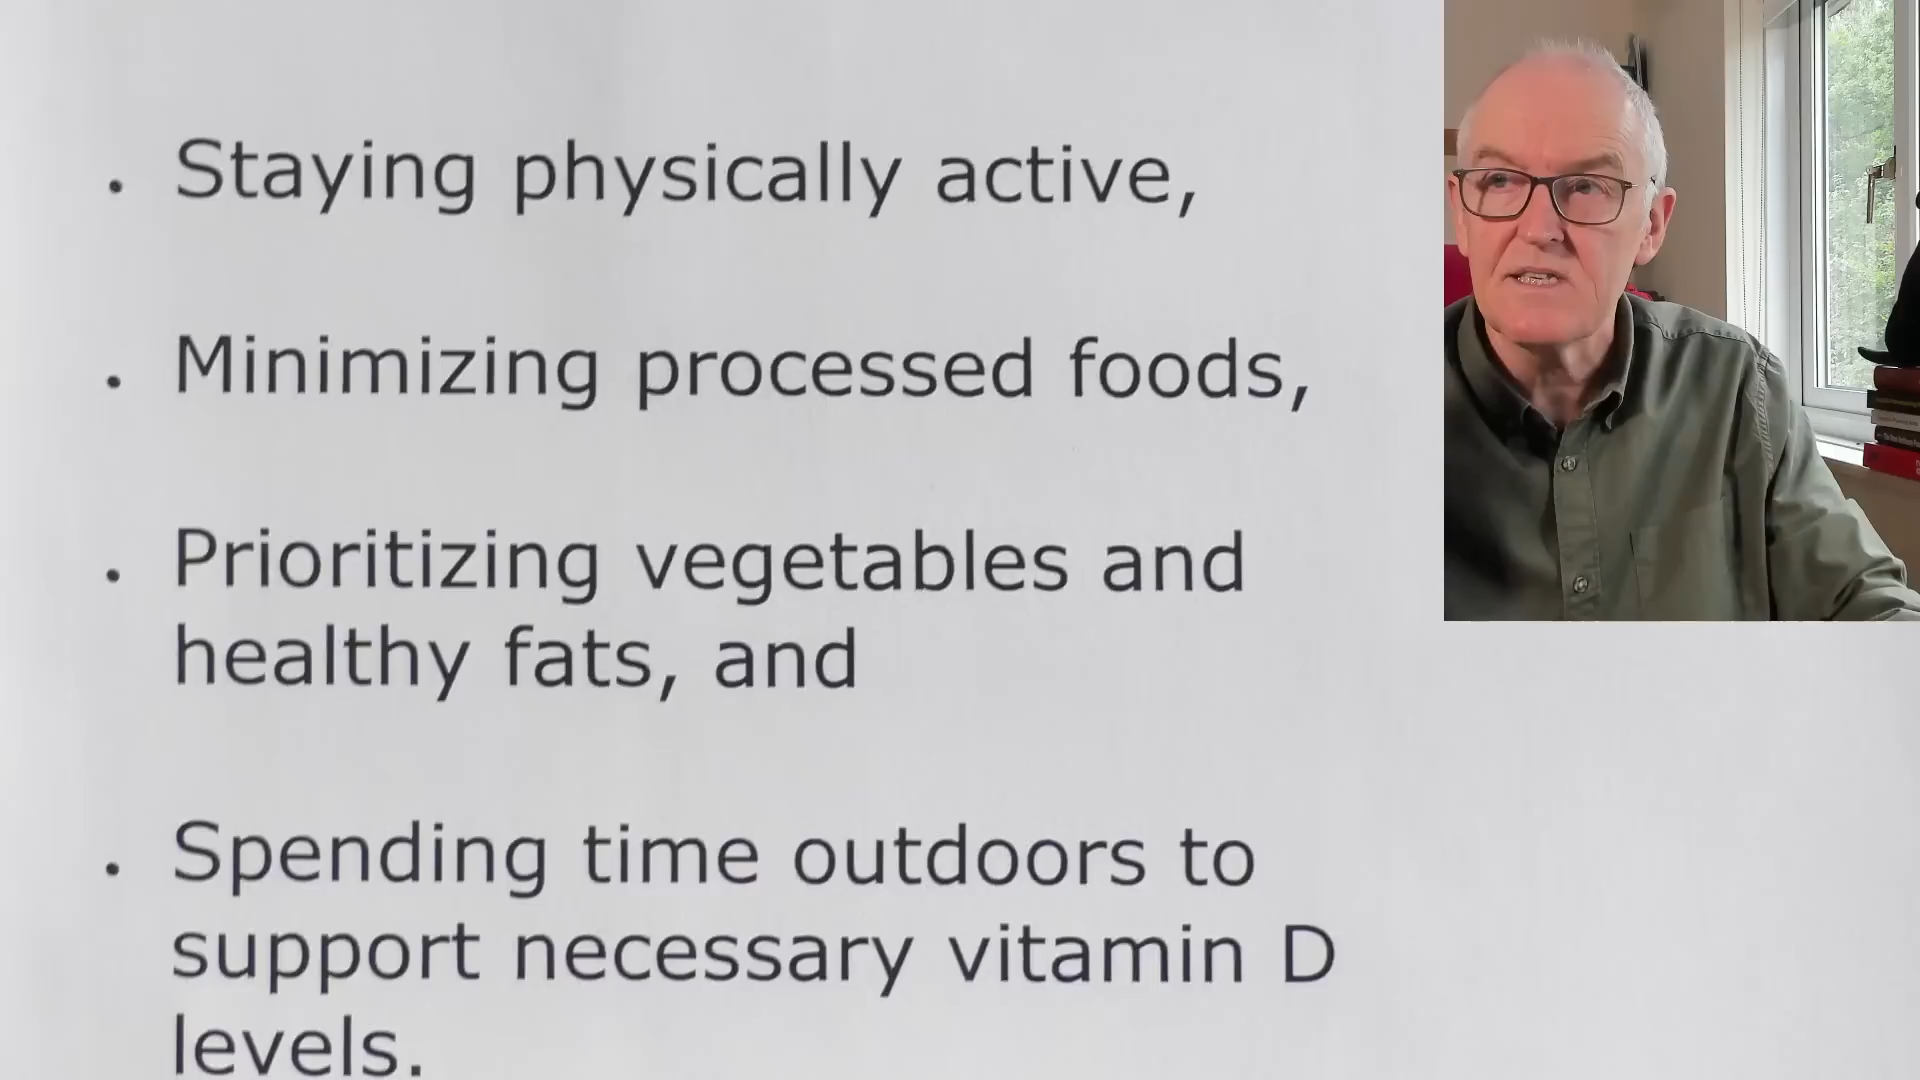 . Staying physically active,
. Minimizing processed foods,
. Prioritizing vegetables and
healthy fats, and
. Spending time outdoors to
support necessary vitamin D
levels.